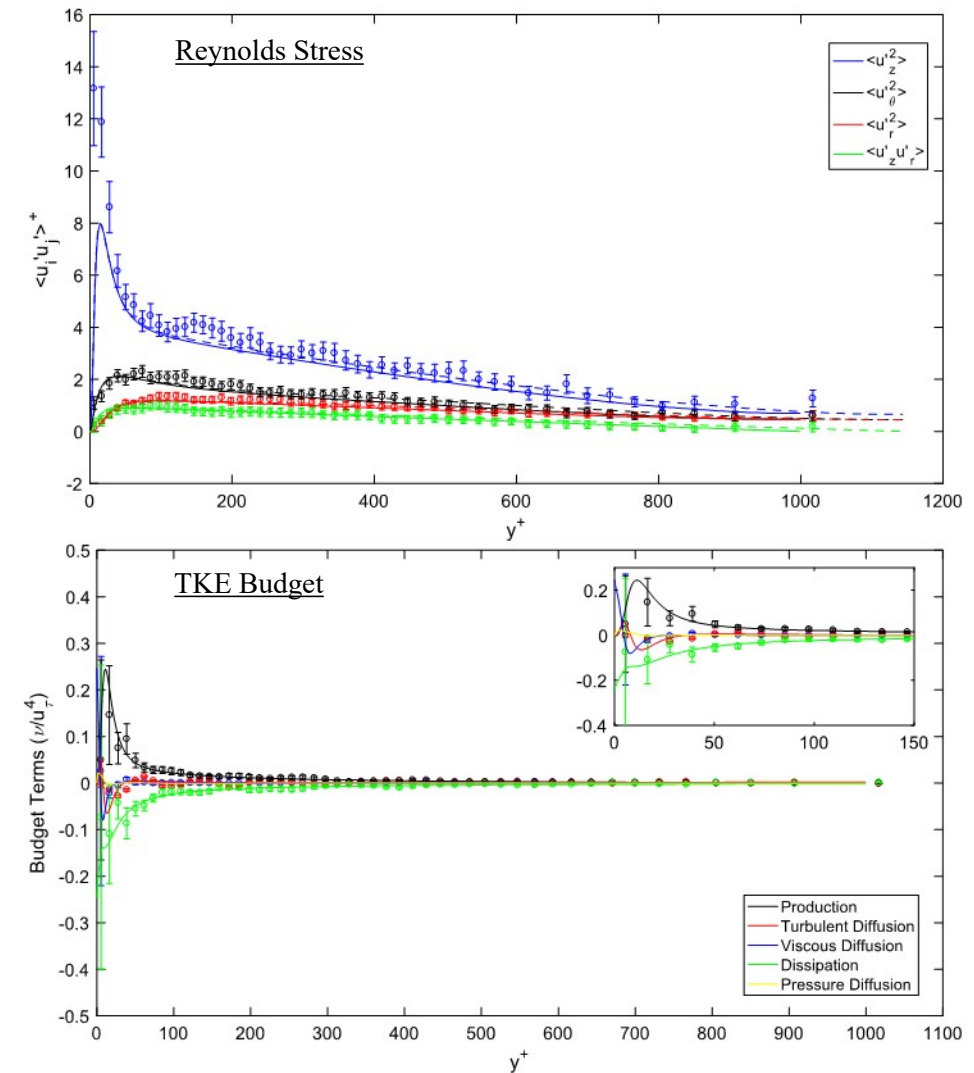 Reynolds Stress
<u'²z>
<u'²θ>
<u'²r>
<u'zu'r>
16
14
12
10
8
6
4
2
0
-2
<ui'uj'>+
0 200 400 600 800 1000 1200
y+
TKE Budget
0.5
0.4
0.3
0.2
0.1
0
-0.1
-0.2
-0.3
-0.4
-0.5
Budget Terms (ν/u⁴τ)
0.2
0
-0.2
-0.4
0 50 100 150
Production
Turbulent Diffusion
Viscous Diffusion
Dissipation
Pressure Diffusion
0 100 200 300 400 500 600 700 800 900 1000 1100
y+